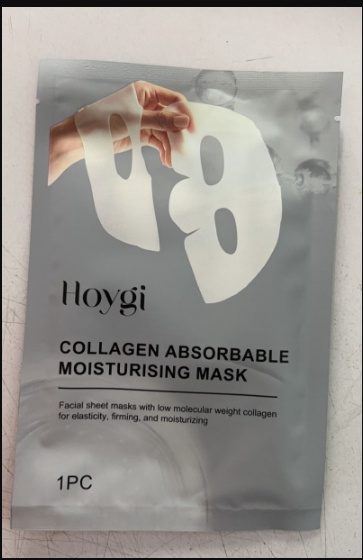 Hoygi
COLLAGEN ABSORBABLE
MOISTURISING MASK
Facial sheet masks with low molecular weight collagen
for elasticity, firming, and moisturizing
1PC